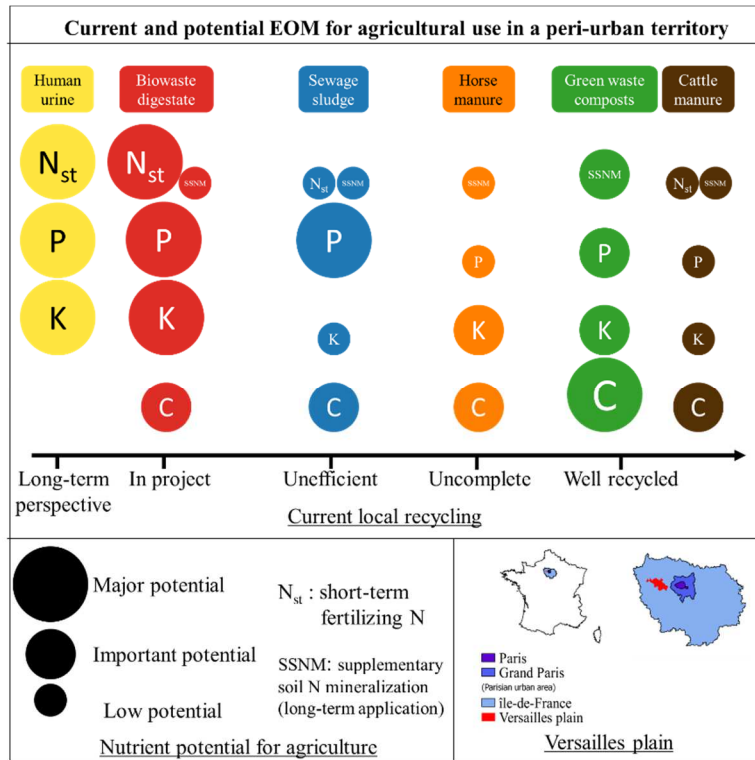 Current and potential EOM for agricultural use in a peri-urban territory
Human
urine
Biowaste
digestate
Sewage
sludge
Horse
manure
Green waste
composts
Cattle
manure
Nst
Nst
SSNM
Nst
SSNM
SSNM
SSNM
Nst
SSNM
P
P
P
P
P
P
K
K
K
K
K
K
C
C
C
C
C
Long-term
perspective
In project
Unefficient
Uncomplete
Well recycled
Current local recycling
Major potential
Important potential
Low potential
Nst : short-term
fertilizing N
SSNM: supplementary
soil N mineralization
(long-term application)
Nutrient potential for agriculture
Paris
Grand Paris
(Parisian urban area)
île-de-France
Versailles plain
Versailles plain